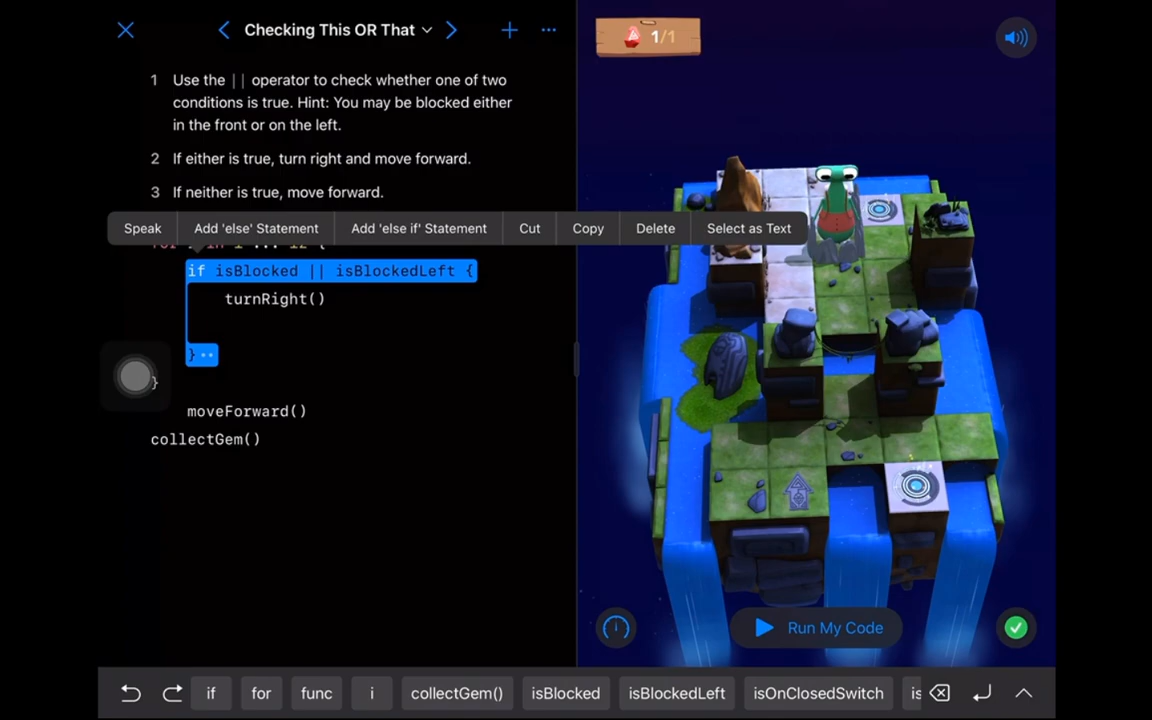 Checking This OR That
1/1
1 Use the || operator to check whether one of two
conditions is true. Hint: You may be blocked either
in the front or on the left.
2 If either is true, turn right and move forward.
3 If neither is true, move forward.
Speak Add 'else' Statement Add 'else if' Statement Cut Copy Delete Select as Text
if isBlocked || isBlockedLeft {
turnRight()
}
}
moveForward()
collectGem()
Run My Code
if for func i collectGem() isBlocked isBlockedLeft isOnClosedSwitch is